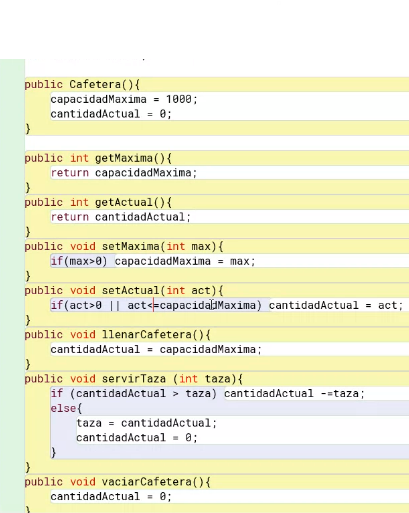 public Cafetera(){
capacidadMaxima = 1000;
cantidadActual = 0;
}
public int getMaxima(){
return capacidadMaxima;
}
public int getActual(){
return cantidadActual;
}
public void setMaxima(int max){
if(max>0) capacidadMaxima = max;
}
public void setActual(int act){
if(act>0 || act<=capacidadMaxima) cantidadActual = act;
}
public void llenarCafetera(){
cantidadActual = capacidadMaxima;
}
public void servirTaza (int taza){
if (cantidadActual > taza) cantidadActual -=taza;
else{
taza = cantidadActual;
cantidadActual = 0;
}
}
public void vaciarCafetera(){
cantidadActual = 0;